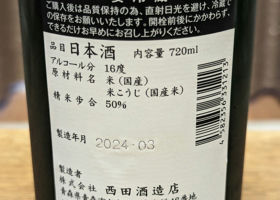 ご購入後は品質保持の為、直射日光を避け、冷蔵で
の保存をお願い致します。開栓前後にかかわらず、
できるだけお早めにお召し上がりください。
品目 日本酒 内容量 720ml
アルコール分 16度
原材料名 米(国産)
米こうじ(国産米)
精米歩合 50%
製造年月 2024.03
製造者
株式会社 西田酒造店
4582356331213